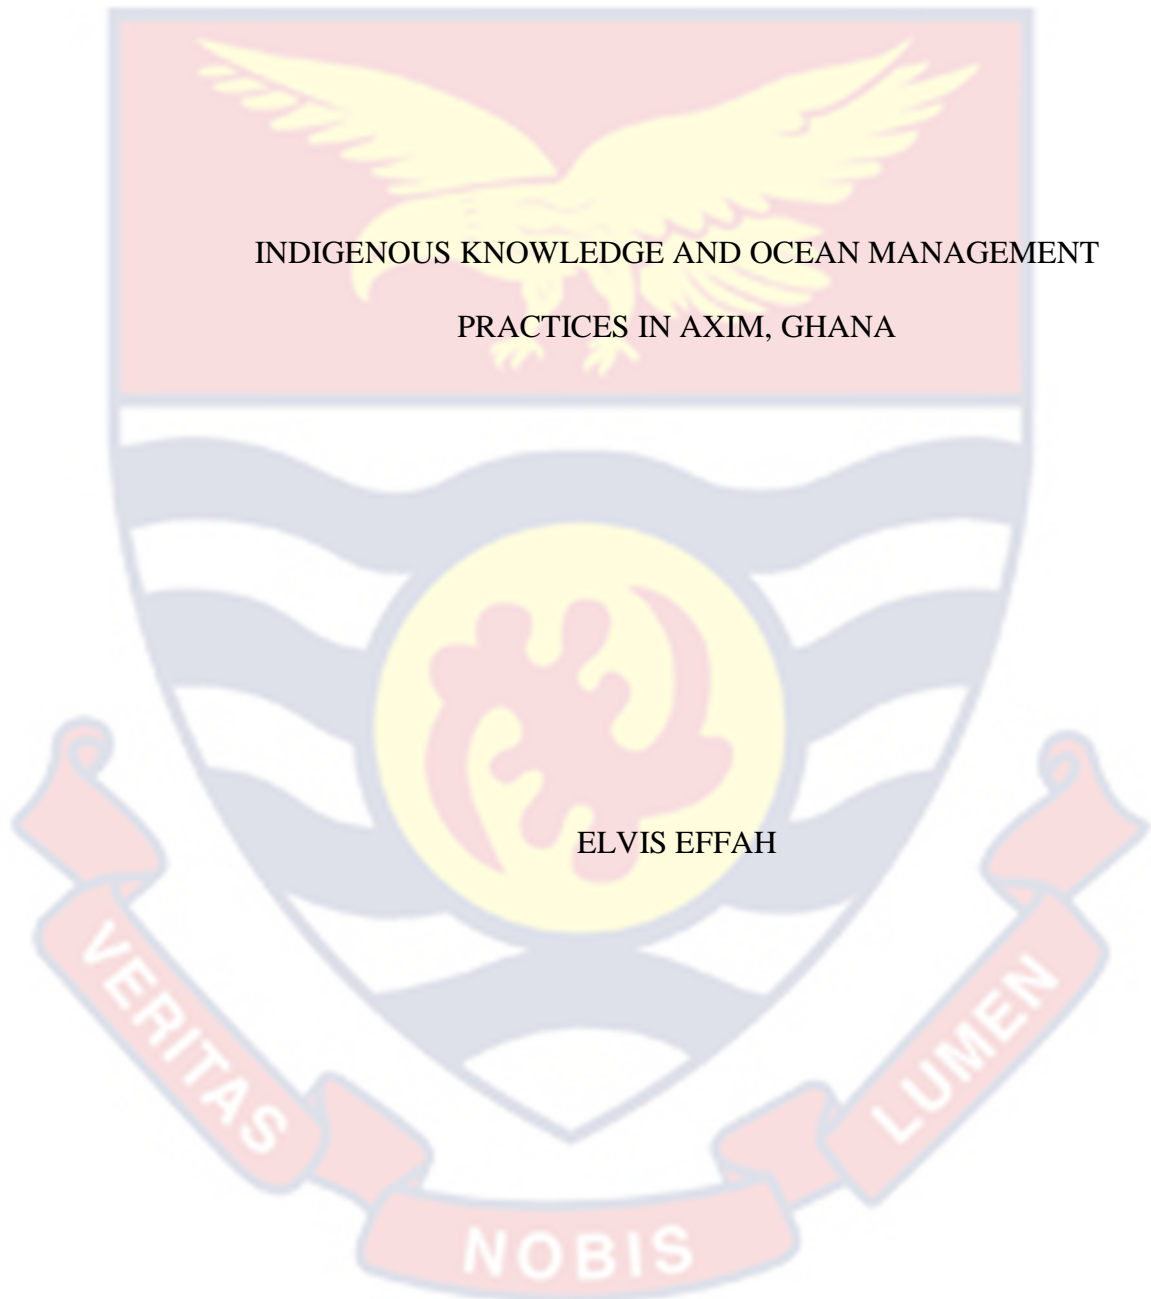 INDIGENOUS KNOWLEDGE AND OCEAN MANAGEMENT
PRACTICES IN AXIM, GHANA
ELVIS EFFAH
VERITAS
NOBIS
LUMEN